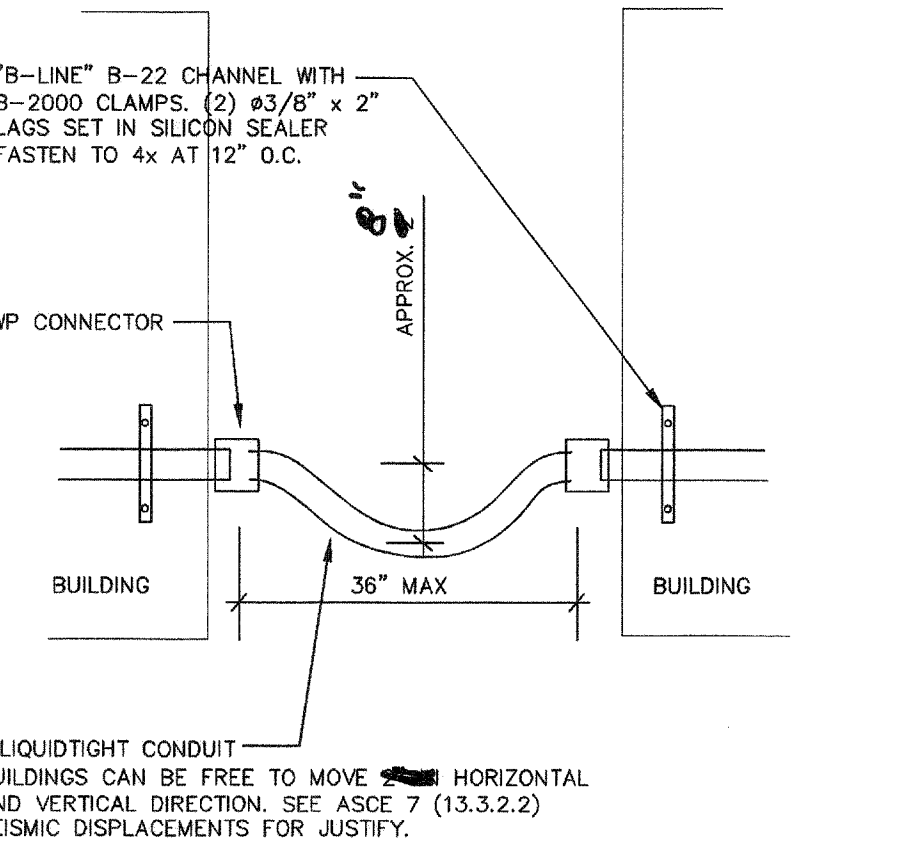 "B-LINE" B-22 CHANNEL WITH
B-2000 CLAMPS. (2) ø3/8" x 2"
LAGS SET IN SILICON SEALER
FASTEN TO 4x AT 12" O.C.
8"
APPROX.
WP CONNECTOR
BUILDING
36" MAX
BUILDING
LIQUIDTIGHT CONDUIT
UILDINGS CAN BE FREE TO MOVE HORIZONTAL
ND VERTICAL DIRECTION. SEE ASCE 7 (13.3.2.2)
EISMIC DISPLACEMENTS FOR JUSTIFY.